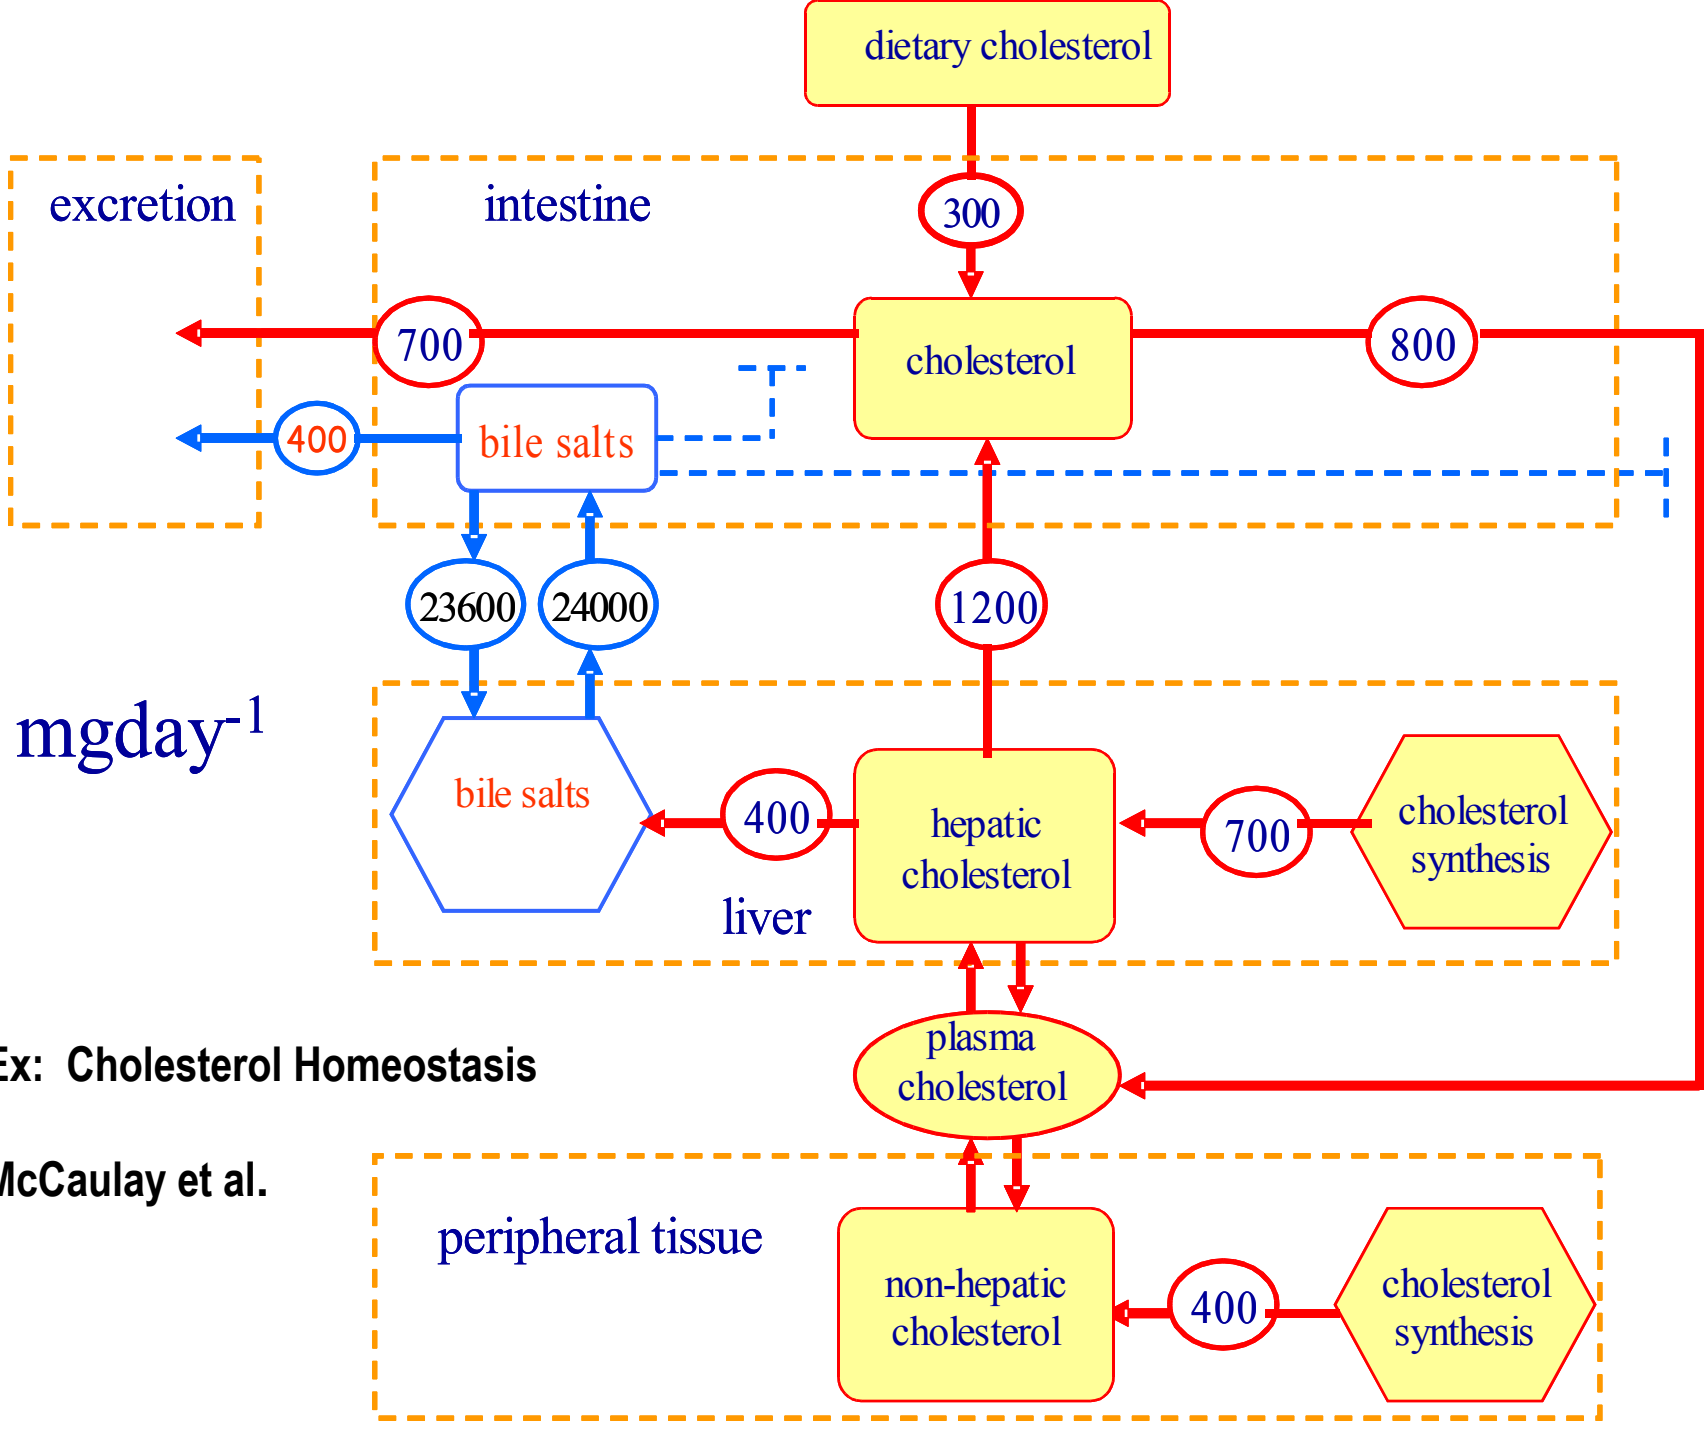 dietary cholesterol
excretion
intestine
300
700
cholesterol
800
400
bile salts
23600
24000
1200
mgday-1
bile salts
400
hepatic
cholesterol
700
cholesterol
synthesis
liver
plasma
cholesterol
Ex: Cholesterol Homeostasis
McCaulay et al.
peripheral tissue
non-hepatic
cholesterol
400
cholesterol
synthesis